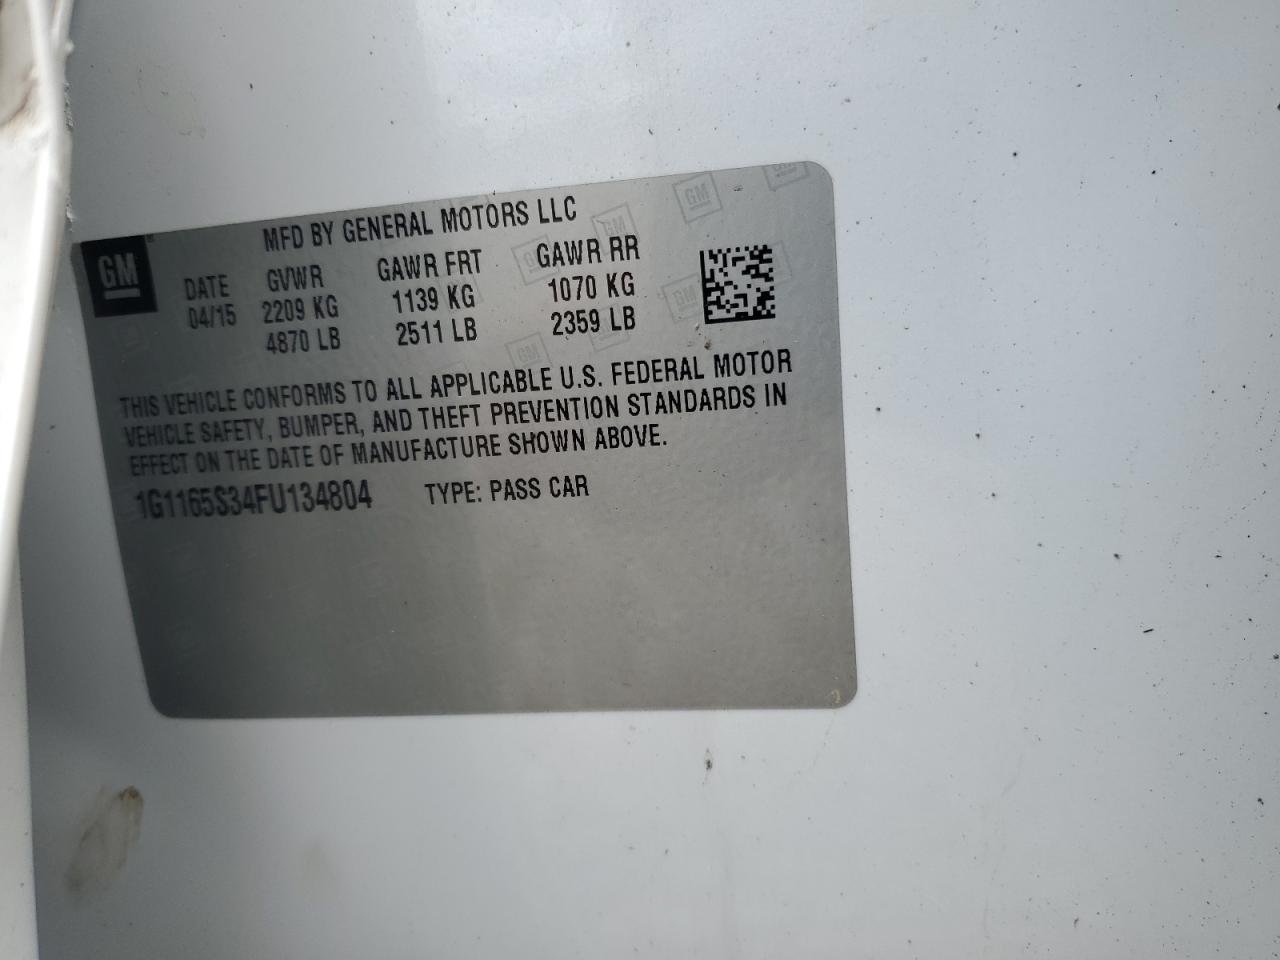 GM
MFD BY GENERAL MOTORS LLC
DATE GVWR GAWR FRT GAWR RR
04/15 2209 KG 1139 KG 1070 KG
4870 LB 2511 LB 2359 LB
THIS VEHICLE CONFORMS TO ALL APPLICABLE U.S. FEDERAL MOTOR
VEHICLE SAFETY, BUMPER, AND THEFT PREVENTION STANDARDS IN
EFFECT ON THE DATE OF MANUFACTURE SHOWN ABOVE.
1G1165S34FU134804 TYPE: PASS CAR